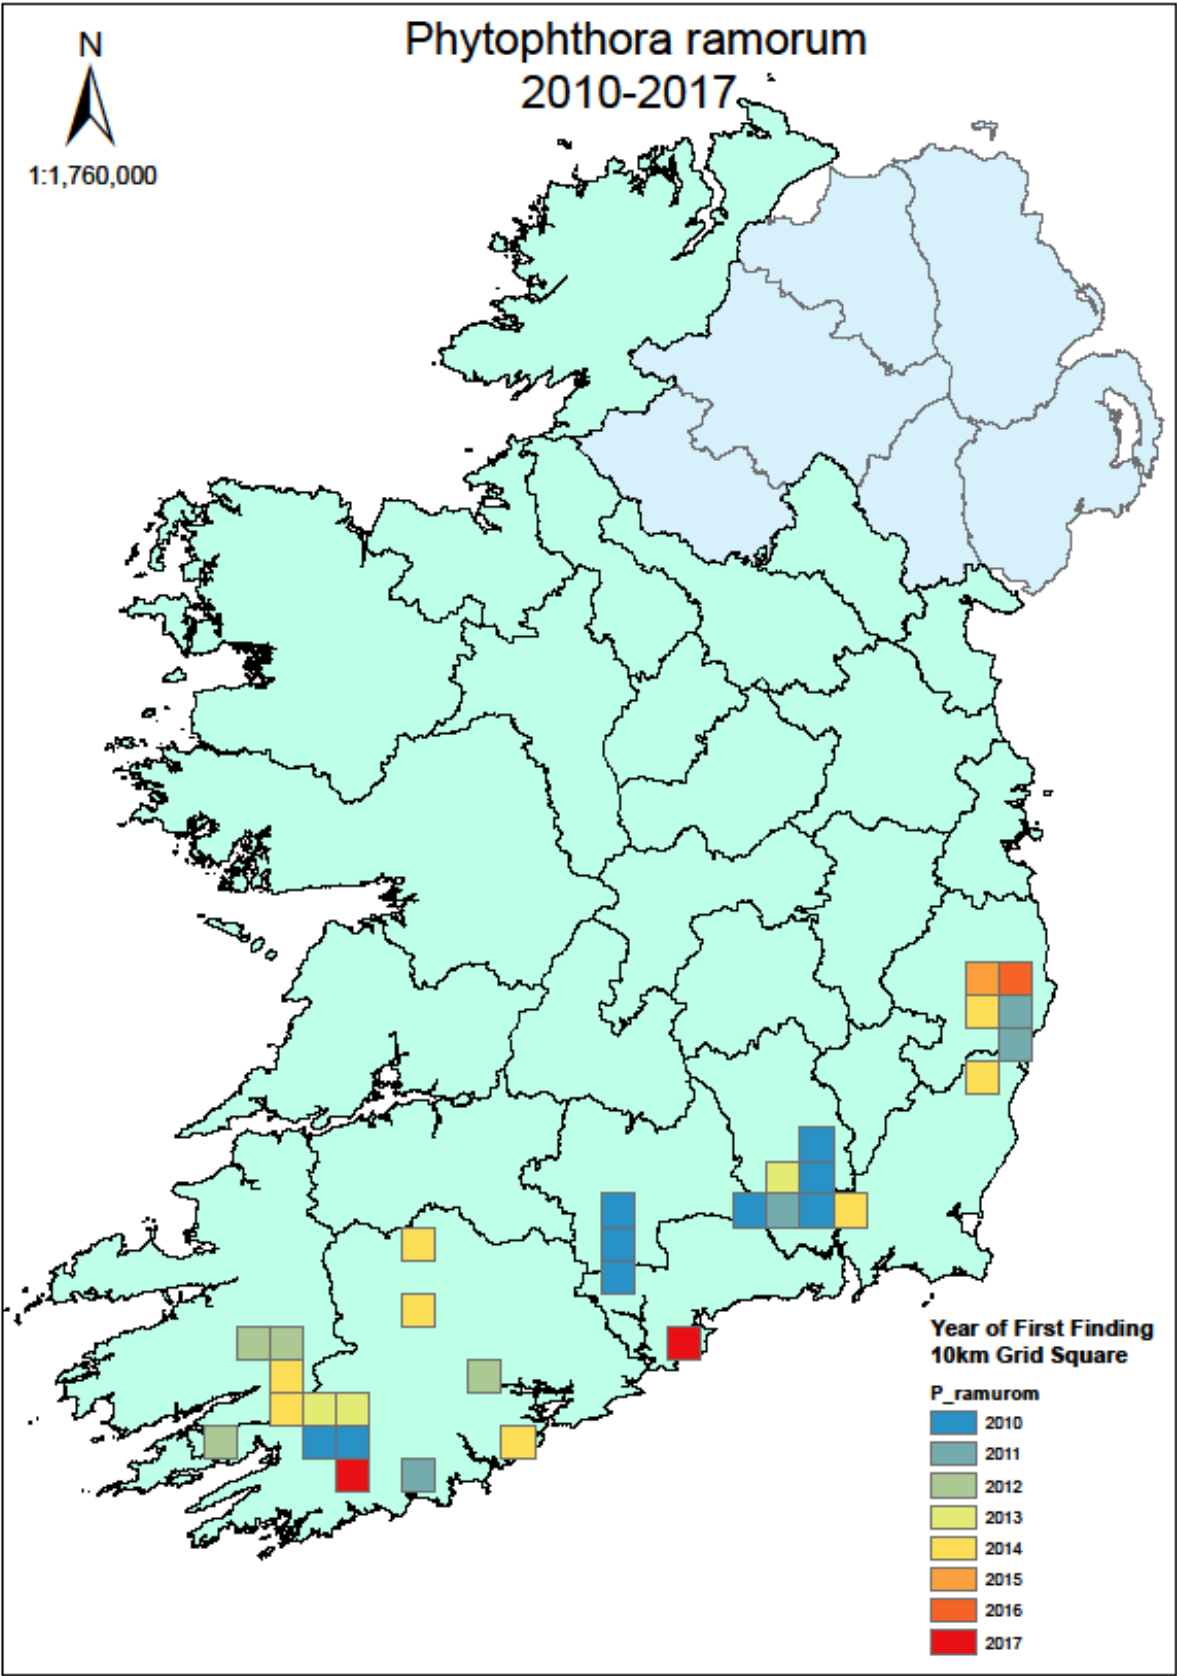 Phytophthora ramorum
2010-2017
N
1:1,760,000
Year of First Finding
10km Grid Square
P_ramurom
2010
2011
2012
2013
2014
2015
2016
2017